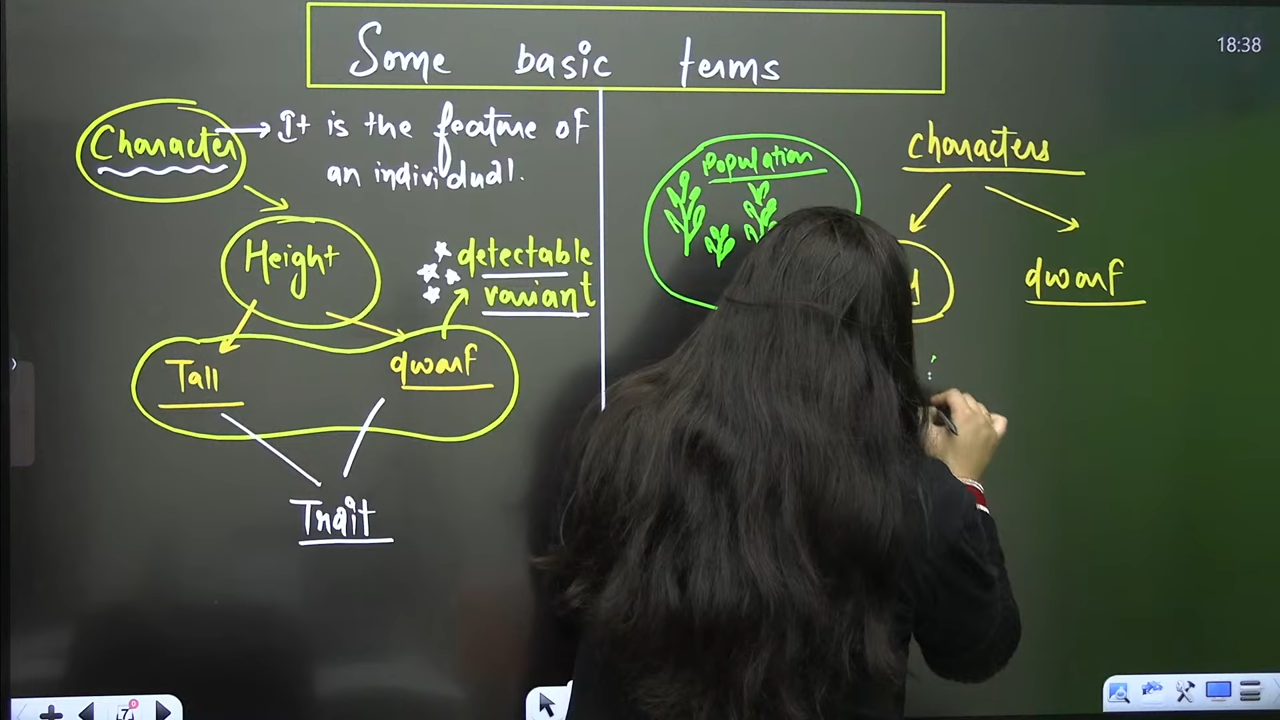 Some basic terms
18:38
Character → It is the feature of
an individual.
Height
detectable
variant
Tall
dwarf
Trait
Population
characters
dwarf
7